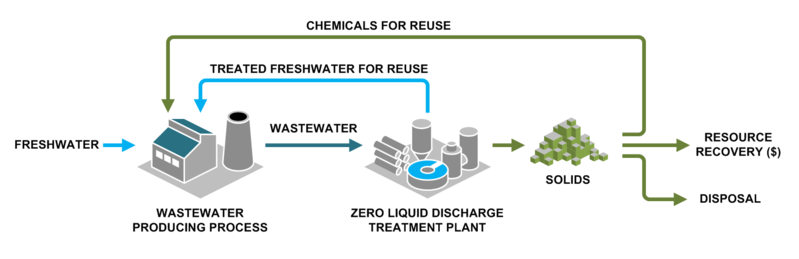 CHEMICALS FOR REUSE
TREATED FRESHWATER FOR REUSE
FRESHWATER
WASTEWATER
RESOURCE
RECOVERY ($)
SOLIDS
DISPOSAL
WASTEWATER
PRODUCING PROCESS
ZERO LIQUID DISCHARGE
TREATMENT PLANT